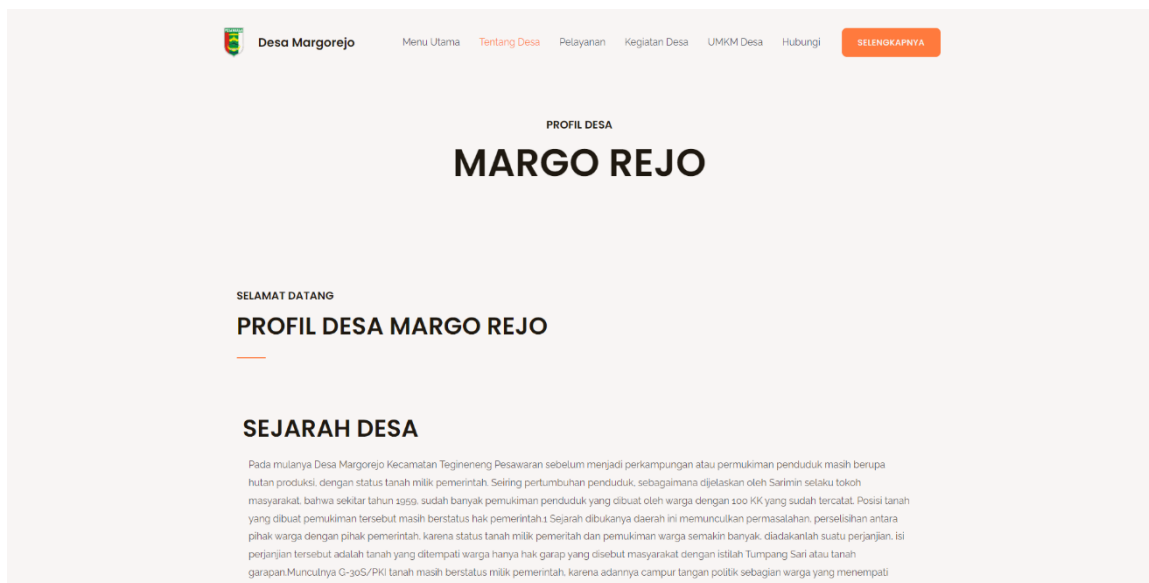 Desa Margorejo
Menu Utama
Tentang Desa
Pelayanan
Kegiatan Desa
UMKM Desa
Hubungi
SELENGKAPNYA
PROFIL DESA
MARGO REJO
SELAMAT DATANG
PROFIL DESA MARGO REJO
SEJARAH DESA
Pada mulanya Desa Margorejo Kecamatan Tegineneng Pesawaran sebelum menjadi perkampungan atau permukiman penduduk masih berupa
hutan produksi, dengan status tanah milik pemerintah. Seiring pertumbuhan penduduk, sebagaimana dijelaskan oleh Sarimin selaku tokoh
masyarakat, bahwa sekitar tahun 1959, sudah banyak pemukiman penduduk yang dibuat oleh warga dengan 100 KK yang sudah tercatat. Posisi tanah
yang dibuat pemukiman tersebut masih berstatus hak pemerintah.1 Sejarah dibukanya daerah ini memunculkan permasalahan, perselisihan antara
pihak warga dengan pihak pemerintah, karena status tanah milik pemeritah dan pemukiman warga semakin banyak, diadakanlah suatu perjanjian, isi
perjanjian tersebut adalah tanah yang ditempati warga hanya hak garap yang disebut masyarakat dengan istilah Tumpang Sari atau tanah
garapan.Munculnya G-30S/PKI tanah masih berstatus milik pemerintah, karena adannya campur tangan politik sebagian warga yang menempati